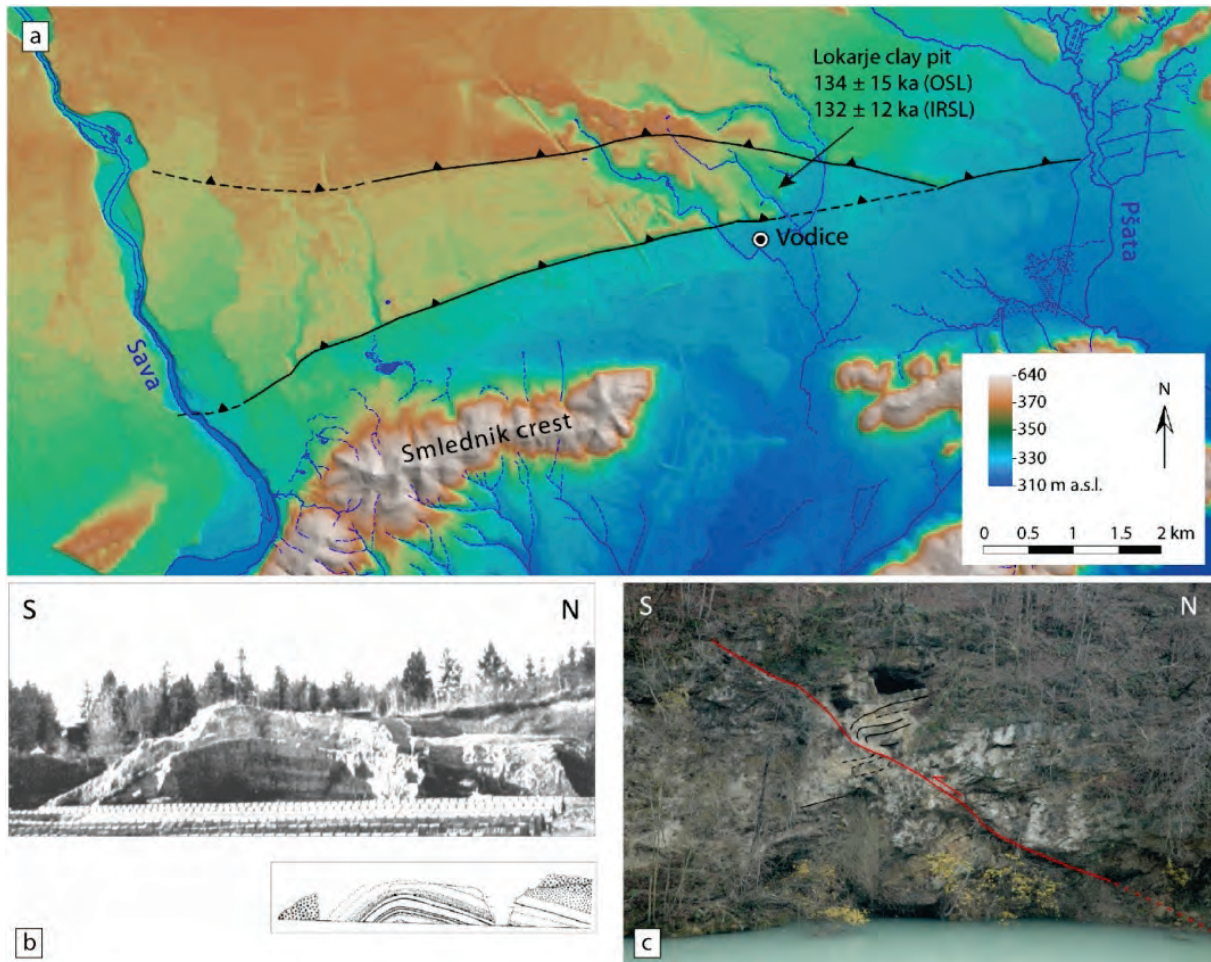 a
Lokarje clay pit
134 ± 15 ka (OSL)
132 ± 12 ka (IRSL)
Vodice
Pšata
Sava
Smlednik crest
640
370
350
330
310 m a.s.l.
N
0 0.5 1 1.5 2 km
S N
b
S N
c